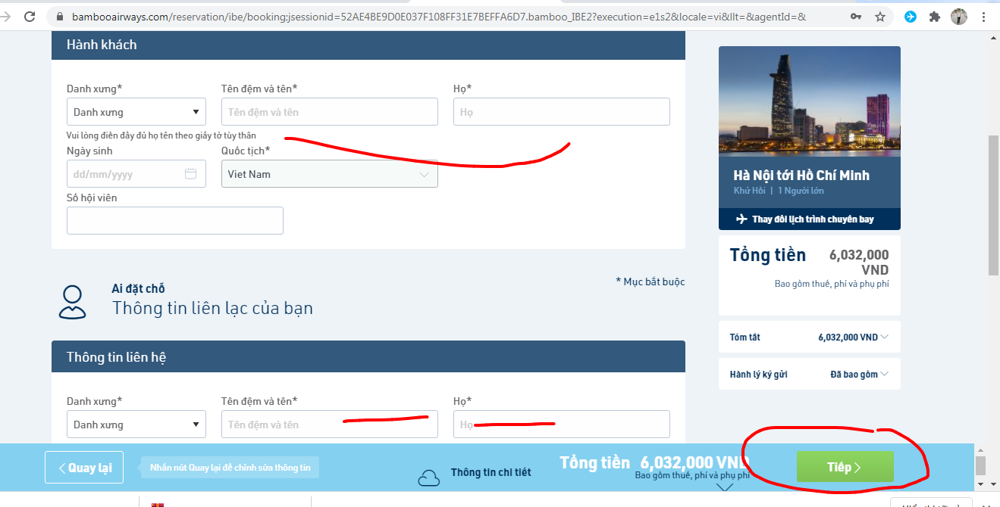 bambooairways.com/reservation/ibe/booking;jsessionid=52AE4BE9D0E037F108FF31E7BEFFA6D7.bamboo_IBE2?execution=e1s2&locale=vi&llt=&agentId=&
Hành khách
Danh xưng* Tên đệm và tên* Họ*
Danh xưng Tên đệm và tên Họ
Vui lòng điền đầy đủ họ tên theo giấy tờ tùy thân
Ngày sinh Quốc tịch*
dd/mm/yyyy Viet Nam
Số hội viên
Hà Nội tới Hồ Chí Minh
Khứ Hồi | 1 Người lớn
Thay đổi lịch trình chuyến bay
Tổng tiền 6,032,000
VND
Bao gồm thuế, phí và phụ phí
Tóm tắt 6,032,000 VND
Hành lý ký gửi Đã bao gồm
* Mục bắt buộc
Ai đặt chỗ
Thông tin liên lạc của bạn
Thông tin liên hệ
Danh xưng* Tên đệm và tên* Họ*
Danh xưng Tên đệm và tên Họ
Quay lại
Nhấn nút Quay lại để chỉnh sửa thông tin
Thông tin chi tiết
Tổng tiền 6,032,000 VND
Bao gồm thuế, phí và phụ phí
Tiếp